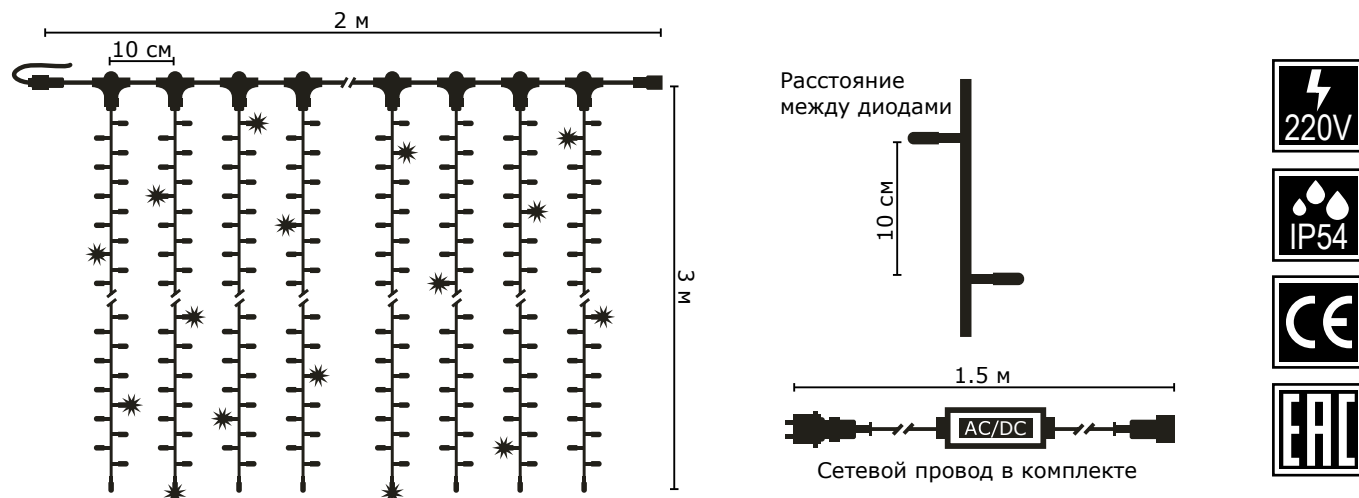 2 м
10 см
3 м
Расстояние
между диодами
10 см
1.5 м
AC/DC
Сетевой провод в комплекте
220V
IP54
CE
EAC